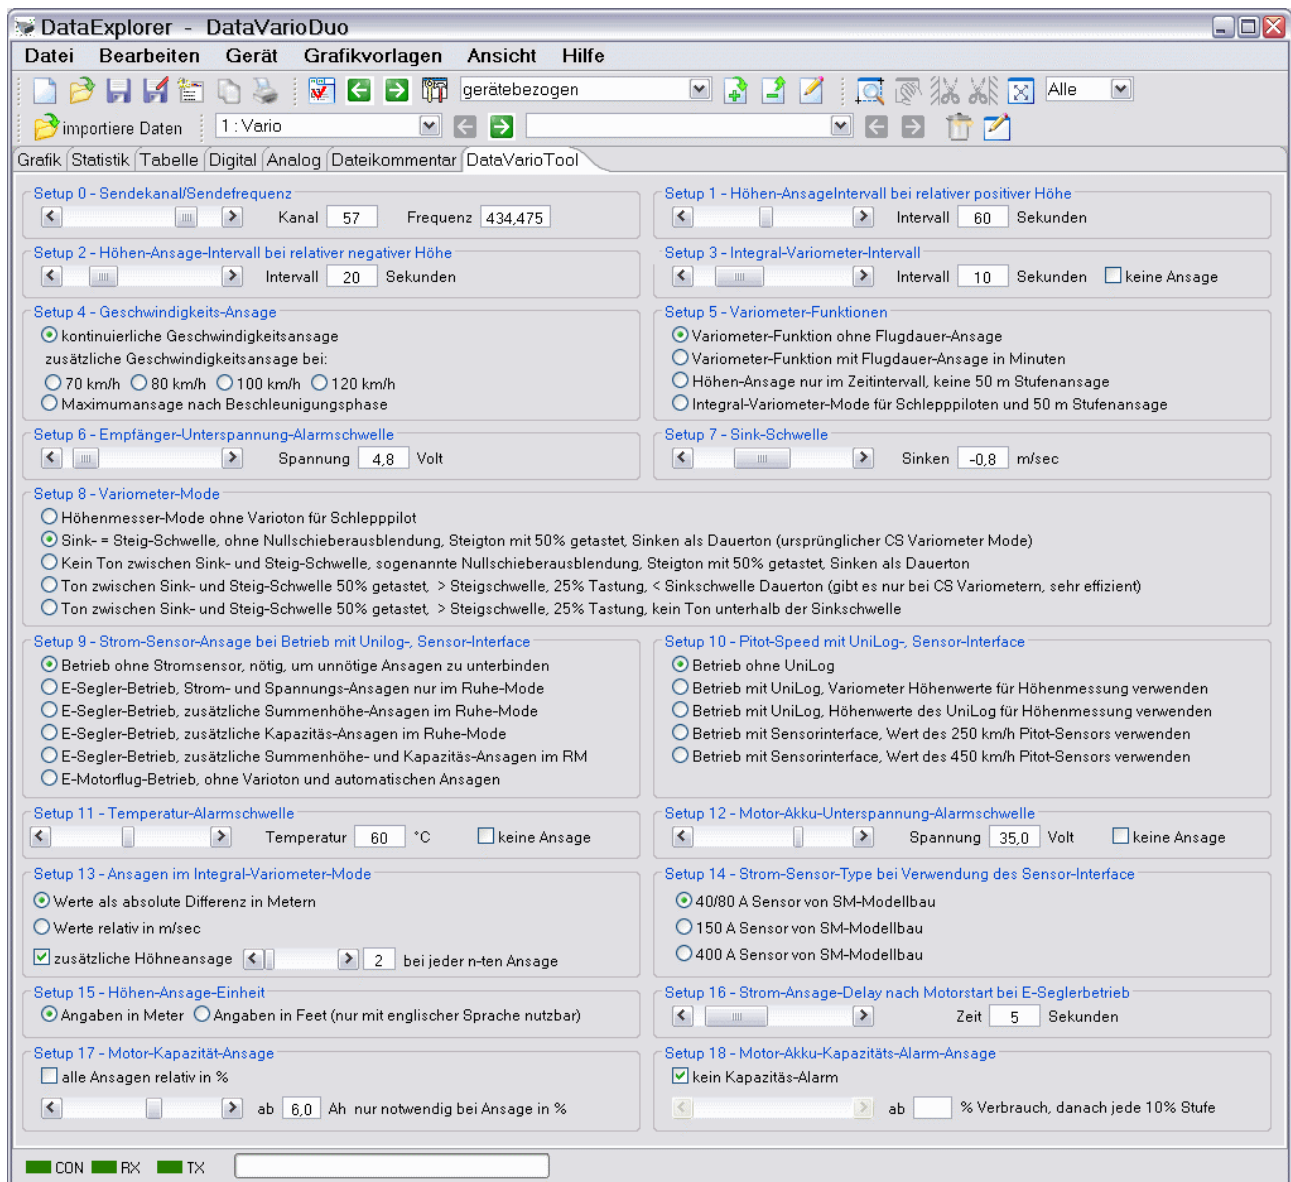 DataExplorer - DataVarioDuo
Datei Bearbeiten Gerät Grafikvorlagen Ansicht Hilfe
gerätebezogen Alle
importiere Daten 1 : Vario
Grafik Statistik Tabelle Digital Analog Dateikommentar DataVarioTool
Setup 0 - Sendekanal/Sendefrequenz
Kanal 57 Frequenz 434,475
Setup 1 - Höhen-AnsageIntervall bei relativer positiver Höhe
Intervall 60 Sekunden
Setup 2 - Höhen-Ansage-Intervall bei relativer negativer Höhe
Intervall 20 Sekunden
Setup 3 - Integral-Variometer-Intervall
Intervall 10 Sekunden keine Ansage
Setup 4 - Geschwindigkeits-Ansage
kontinuierliche Geschwindigkeitsansage
zusätzliche Geschwindigkeitsansage bei:
70 km/h 80 km/h 100 km/h 120 km/h
Maximumansage nach Beschleunigungsphase
Setup 5 - Variometer-Funktionen
Variometer-Funktion ohne Flugdauer-Ansage
Variometer-Funktion mit Flugdauer-Ansage in Minuten
Höhen-Ansage nur im Zeitintervall, keine 50 m Stufenansage
Integral-Variometer-Mode für Schlepppiloten und 50 m Stufenansage
Setup 6 - Empfänger-Unterspannung-Alarmschwelle
Spannung 4,8 Volt
Setup 7 - Sink-Schwelle
Sinken -0,8 m/sec
Setup 8 - Variometer-Mode
Höhenmesser-Mode ohne Varioton für Schlepppilot
Sink- = Steig-Schwelle, ohne Nullschieberausblendung, Steigton mit 50% getastet, Sinken als Dauerton (ursprünglicher CS Variometer Mode)
Kein Ton zwischen Sink- und Steig-Schwelle, sogenannte Nullschieberausblendung, Steigton mit 50% getastet, Sinken als Dauerton
Ton zwischen Sink- und Steig-Schwelle 50% getastet, > Steigschwelle, 25% Tastung, < Sinkschwelle Dauerton (gibt es nur bei CS Variometern, sehr effizient)
Ton zwischen Sink- und Steig-Schwelle 50% getastet, > Steigschwelle, 25% Tastung, kein Ton unterhalb der Sinkschwelle
Setup 9 - Strom-Sensor-Ansage bei Betrieb mit Unilog-, Sensor-Interface
Betrieb ohne Stromsensor, nötig, um unnötige Ansagen zu unterbinden
E-Segler-Betrieb, Strom- und Spannungs-Ansagen nur im Ruhe-Mode
E-Segler-Betrieb, zusätzliche Summenhöhe-Ansagen im Ruhe-Mode
E-Segler-Betrieb, zusätzliche Kapazitäs-Ansagen im Ruhe-Mode
E-Segler-Betrieb, zusätzliche Summenhöhe- und Kapazitäs-Ansagen im RM
E-Motorflug-Betrieb, ohne Varioton und automatischen Ansagen
Setup 10 - Pitot-Speed mit UniLog-, Sensor-Interface
Betrieb ohne UniLog
Betrieb mit UniLog, Variometer Höhenwerte für Höhenmessung verwenden
Betrieb mit UniLog, Höhenwerte des UniLog für Höhenmessung verwenden
Betrieb mit Sensorinterface, Wert des 250 km/h Pitot-Sensors verwenden
Betrieb mit Sensorinterface, Wert des 450 km/h Pitot-Sensors verwenden
Setup 11 - Temperatur-Alarmschwelle
Temperatur 60 °C keine Ansage
Setup 12 - Motor-Akku-Unterspannung-Alarmschwelle
Spannung 35,0 Volt keine Ansage
Setup 13 - Ansagen im Integral-Variometer-Mode
Werte als absolute Differenz in Metern
Werte relativ in m/sec
zusätzliche Höhneansage 2 bei jeder n-ten Ansage
Setup 14 - Strom-Sensor-Type bei Verwendung des Sensor-Interface
40/80 A Sensor von SM-Modellbau
150 A Sensor von SM-Modellbau
400 A Sensor von SM-Modellbau
Setup 15 - Höhen-Ansage-Einheit
Angaben in Meter Angaben in Feet (nur mit englischer Sprache nutzbar)
Setup 16 - Strom-Ansage-Delay nach Motorstart bei E-Seglerbetrieb
Zeit 5 Sekunden
Setup 17 - Motor-Kapazität-Ansage
alle Ansagen relativ in %
ab 6,0 Ah nur notwendig bei Ansage in %
Setup 18 - Motor-Akku-Kapazitäts-Alarm-Ansage
kein Kapazitäs-Alarm
ab % Verbrauch, danach jede 10% Stufe
CON RX TX